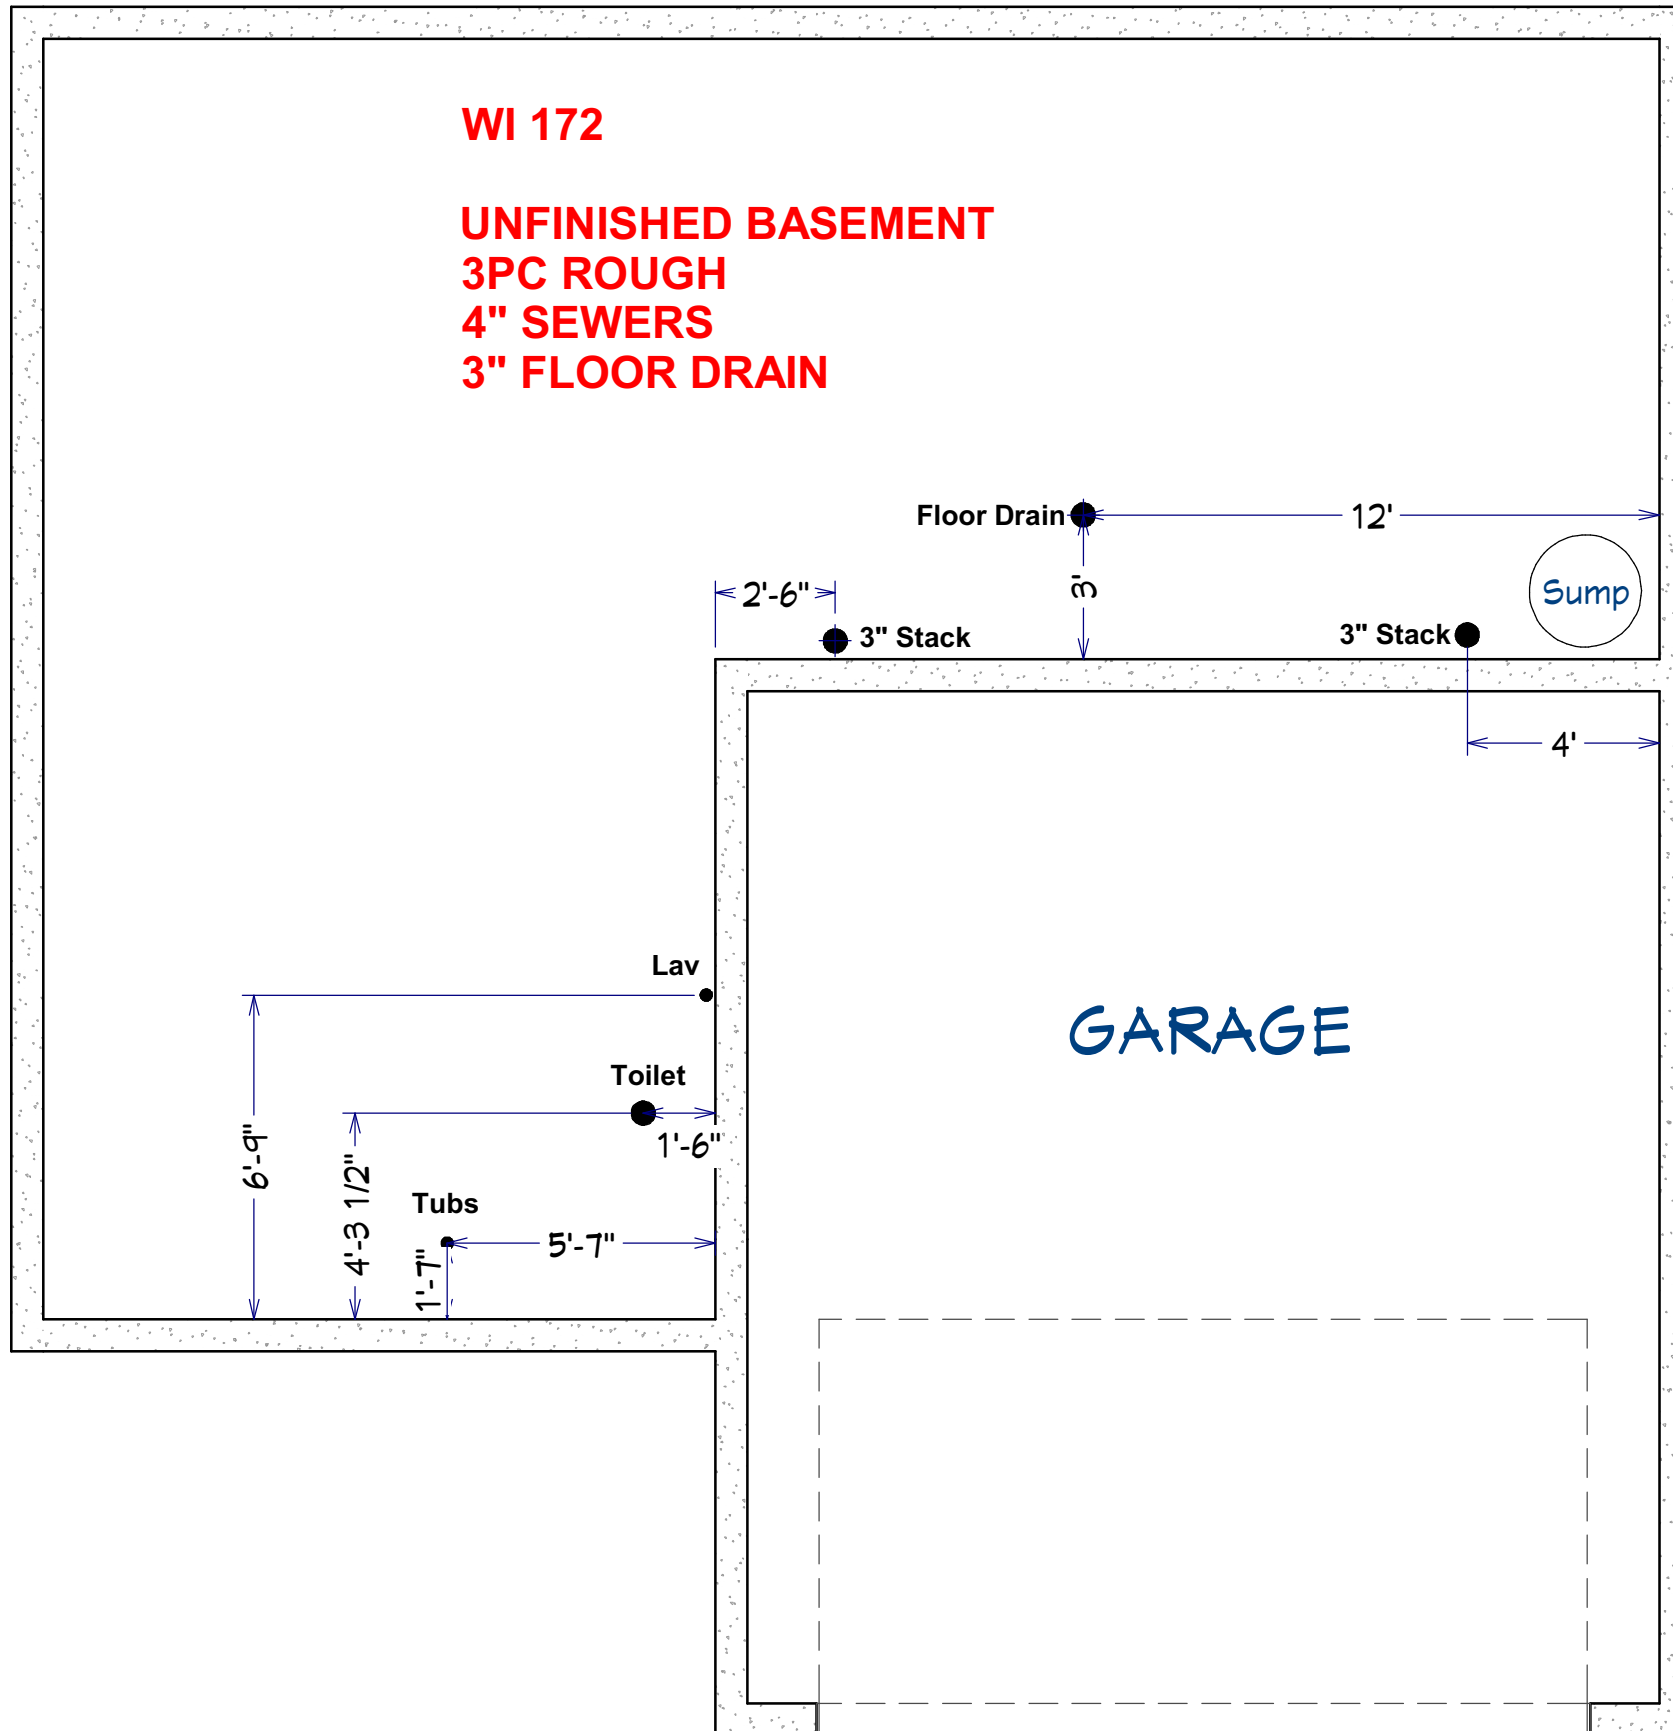 WI 172
UNFINISHED BASEMENT
3PC ROUGH
4" SEWERS
3" FLOOR DRAIN
Floor Drain
12'
3'
2'-6"
Sump
3" Stack
3" Stack
4'
Lav
GARAGE
Toilet
1'-6"
6'-9"
4'-3 1/2"
Tubs
5'-7"
1'-7"